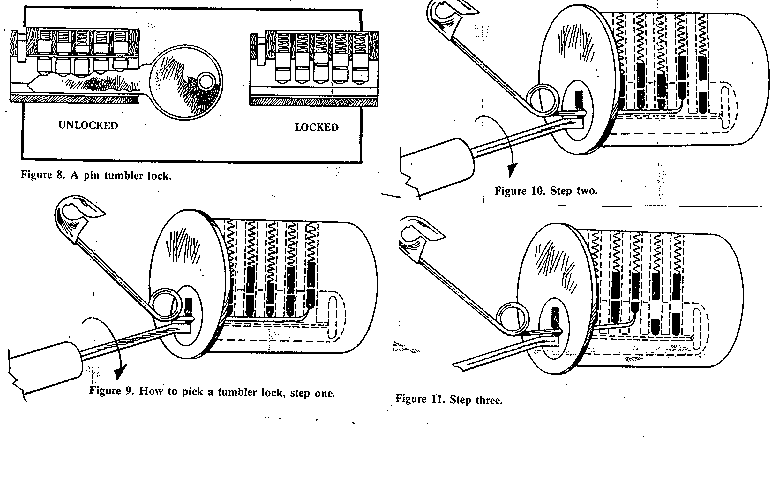 UNLOCKED
LOCKED
Figure 8. A pin tumbler lock.
Figure 10. Step two.
Figure 9. How to pick a tumbler lock, step one.
Figure 11. Step three.